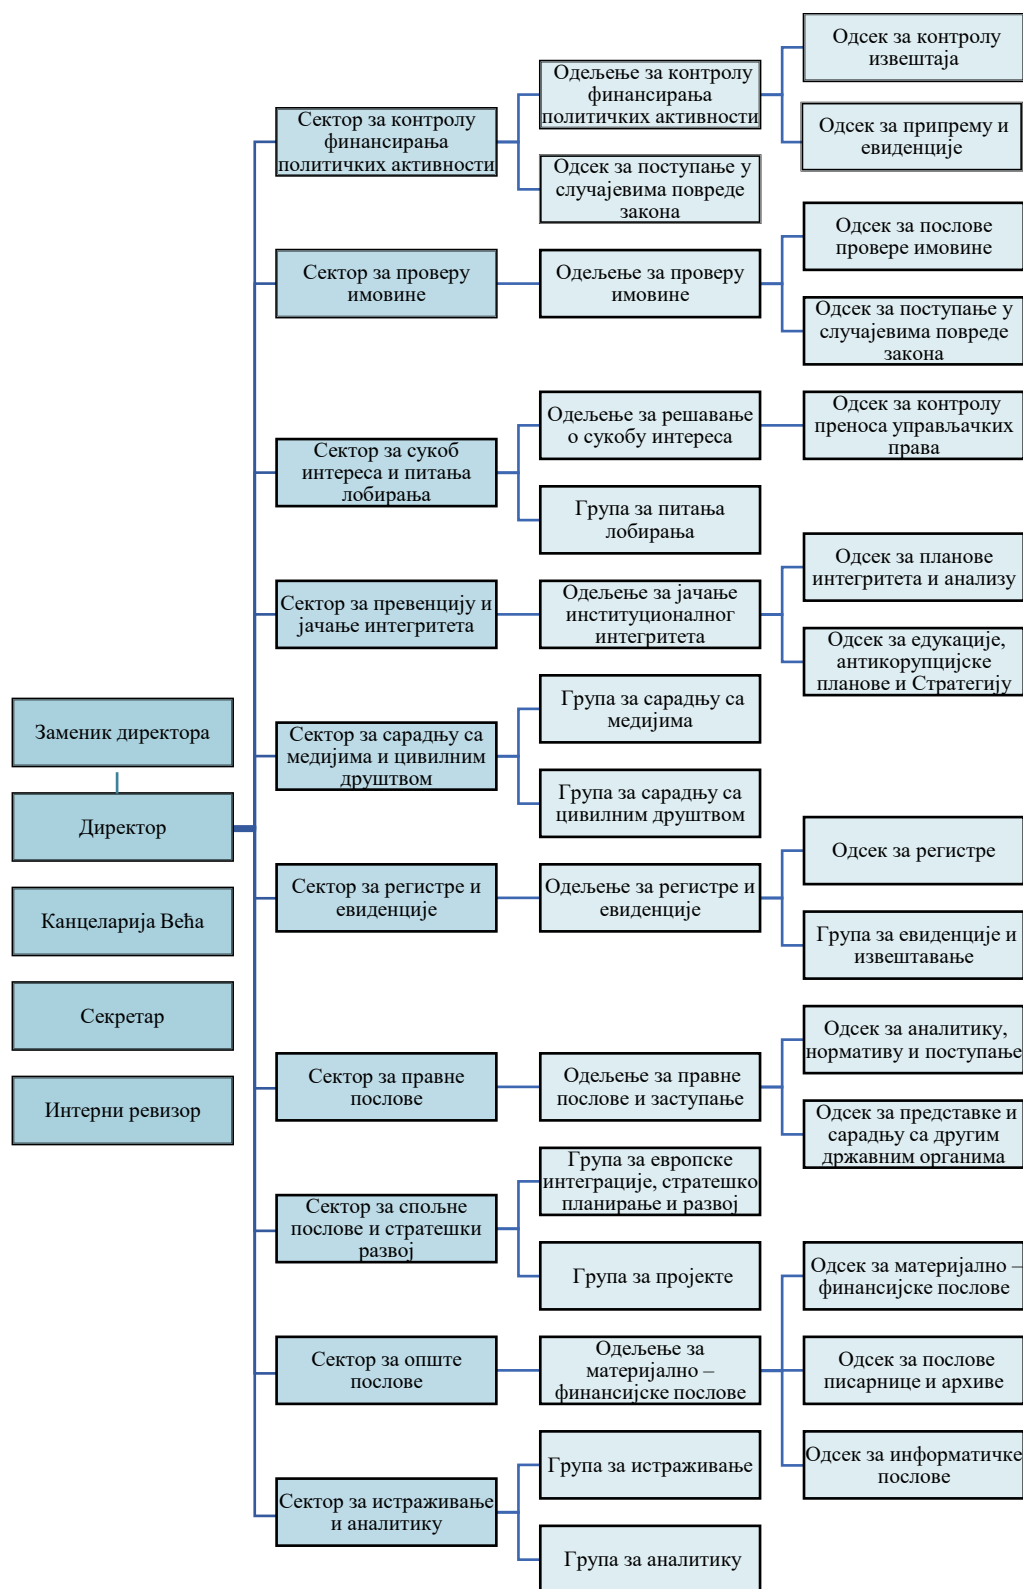 Заменик директора
Директор
Канцеларија Већа
Секретар
Интерни ревизор
Сектор за контролу
финансирања
политичких активности
Одељење за контролу
финансирања
политичких активности
Одсек за контролу
извештаја
Одсек за припрему и
евиденције
Одсек за поступање у
случајевима повреде
закона
Сектор за проверу
имовине
Одељење за проверу
имовине
Одсек за послове
провере имовине
Одсек за поступање у
случајевима повреде
закона
Сектор за сукоб
интереса и питања
лобирања
Одељење за решавање
о сукобу интереса
Одсек за контролу
преноса управљачких
права
Група за питања
лобирања
Сектор за превенцију и
јачање интегритета
Одељење за јачање
институционалног
интегритета
Одсек за планове
интегритета и анализу
Одсек за едукације,
антикорупцијске
планове и Стратегију
Сектор за сарадњу са
медијима и цивилним
друштвом
Група за сарадњу са
медијима
Група за сарадњу са
цивилним друштвом
Сектор за регистре и
евиденције
Одељење за регистре и
евиденције
Одсек за регистре
Група за евиденције и
извештавање
Сектор за правне
послове
Одељење за правне
послове и заступање
Одсек за аналитику,
нормативу и поступање
Одсек за представке и
сарадњу са другим
државним органима
Сектор за спољне
послове и стратешки
развој
Група за европске
интеграције, стратешко
планирање и развој
Група за пројекте
Сектор за опште
послове
Одељење за
материјално –
финансијске послове
Одсек за материјално –
финансијске послове
Одсек за послове
писарнице и архиве
Одсек за информатичке
послове
Сектор за истраживање
и аналитику
Група за истраживање
Група за аналитику